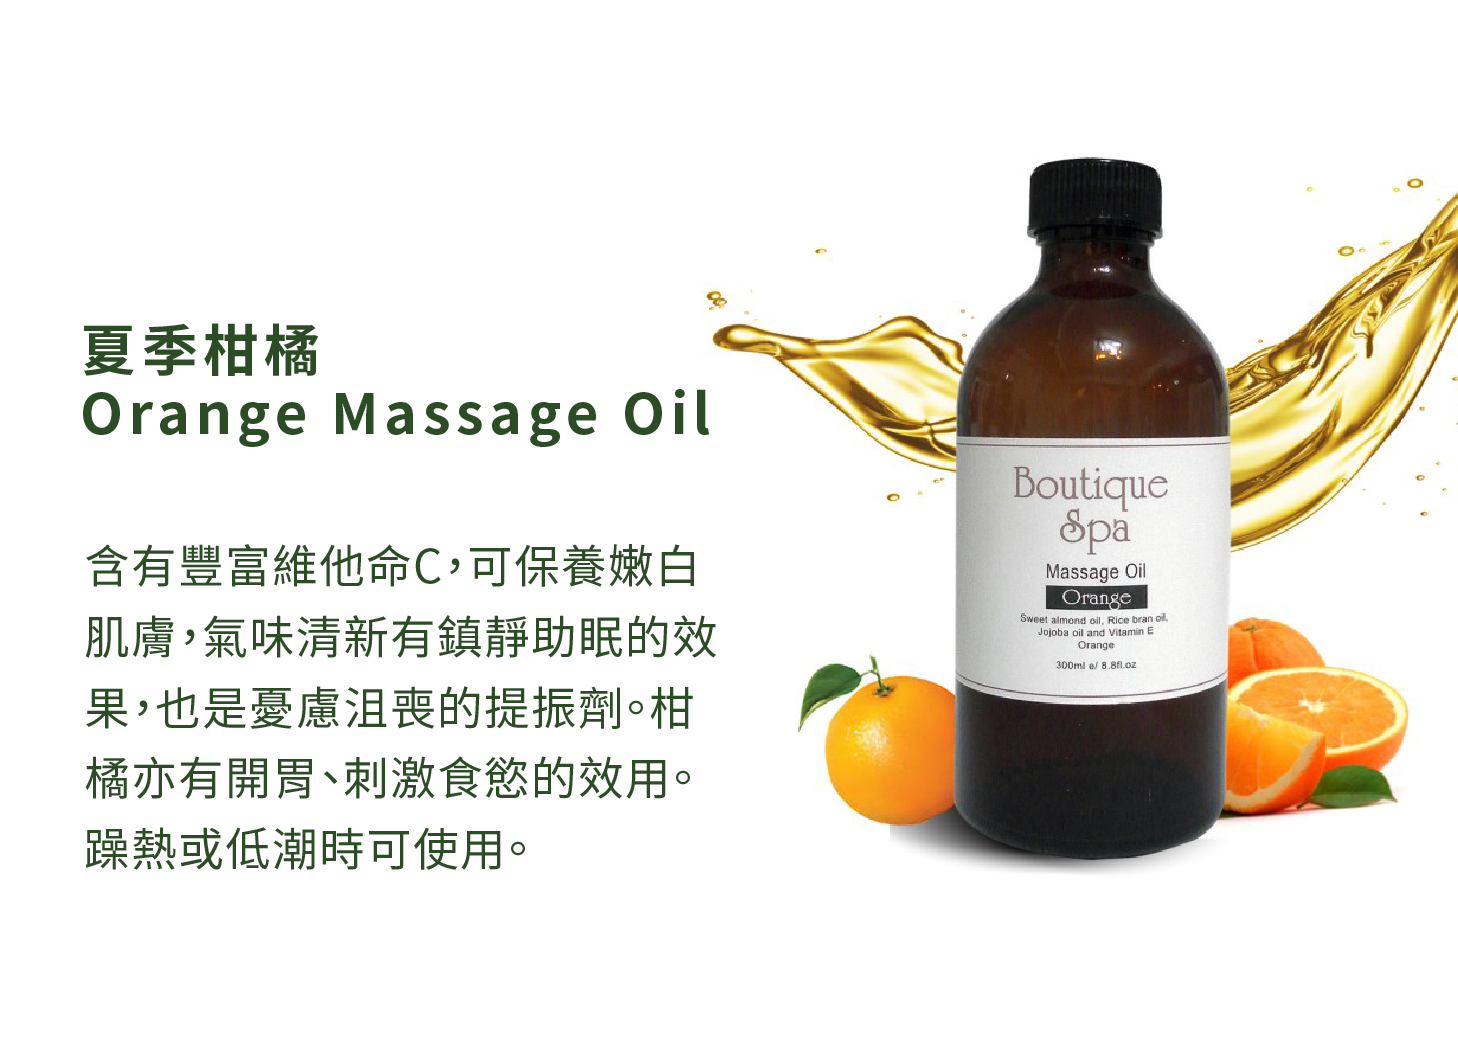 夏季柑橘
Orange Massage Oil
含有豐富維他命C，可保養嫩白
肌膚，氣味清新有鎮靜助眠的效
果，也是憂慮沮喪的提振劑。柑
橘亦有開胃、刺激食慾的效用。
躁熱或低潮時可使用。
Boutique
Spa
Massage Oil
Orange
Sweet almond oil, Rice bran oil,
Jojoba oil and Vitamin E
Orange
300ml e/ 8.8fl.oz